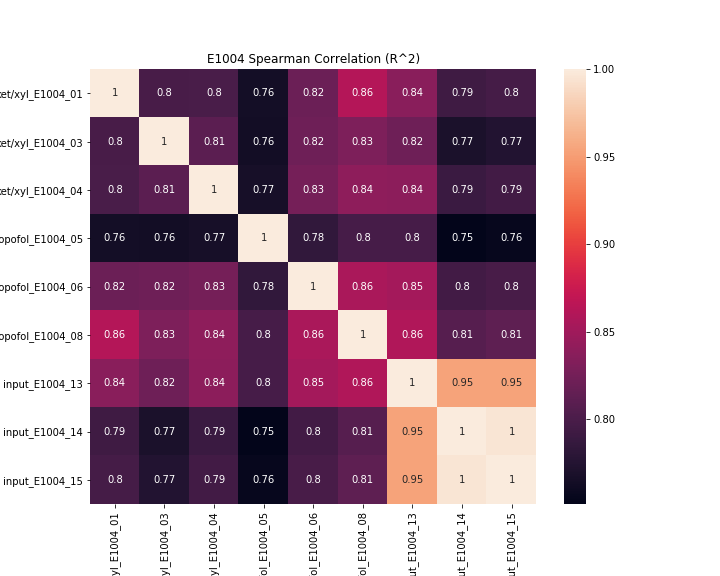 E1004 Spearman Correlation (R^2)
et/xyl_E1004_01 1 0.8 0.8 0.76 0.82 0.86 0.84 0.79 0.8
et/xyl_E1004_03 0.8 1 0.81 0.76 0.82 0.83 0.82 0.77 0.77
et/xyl_E1004_04 0.8 0.81 1 0.77 0.83 0.84 0.84 0.79 0.79
opofol_E1004_05 0.76 0.76 0.77 1 0.78 0.8 0.8 0.75 0.76
opofol_E1004_06 0.82 0.82 0.83 0.78 1 0.86 0.85 0.8 0.8
opofol_E1004_08 0.86 0.83 0.84 0.8 0.86 1 0.86 0.81 0.81
input_E1004_13 0.84 0.82 0.84 0.8 0.85 0.86 1 0.95 0.95
input_E1004_14 0.79 0.77 0.79 0.75 0.8 0.81 0.95 1 1
input_E1004_15 0.8 0.77 0.79 0.76 0.8 0.81 0.95 1 1
yl_E1004_01
yl_E1004_03
yl_E1004_04
ol_E1004_05
ol_E1004_06
ol_E1004_08
ut_E1004_13
ut_E1004_14
ut_E1004_15
1.00
0.95
0.90
0.85
0.80